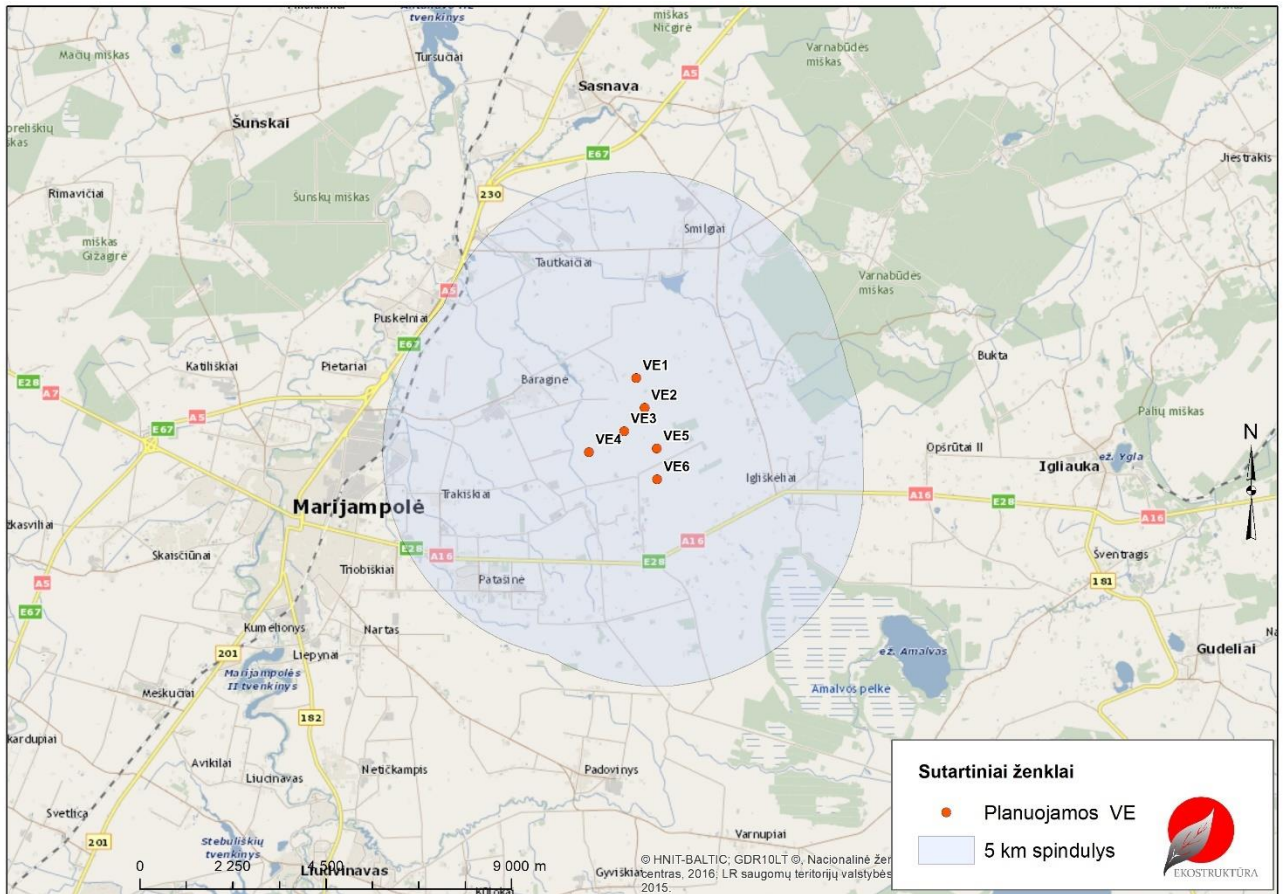 Antanavo HE
tvenkinys
miškas
Ničgirė
Mačių miškas
Tursučiai
A5
Varnabūdės
miškas
Sasnava
Šunskai
E67
Jiestrakis
Rimavičiai
Šunskų miškas
230
miškas
Gižagirė
Smilgiai
Tautkaičiai
Varnabūdės
miškas
A5
Puskelniai
E67
Bukta
Katiliškiai
Pietariai
VE1
E28
A7
Baraginė
VE2
Palių miškas
A5
VE3
E67
VE4
VE5
Opšrūtai II
N
Igliauka
ež. Ygla
VE6
Igliškėliai
Trakiškiai
A16
Marijampolė
E28
A16
Skaisčiūnai
E28
A16
A16
E28
Šventragis
Triobiškiai
Patašinė
A5
181
E67
Kumelionys
Nartas
ež. Amalvas
Gudeliai
201
Liepynai
Marijampolės
II tvenkinys
Meškučiai
Amalvos pelkė
182
Avikilai
Netičkampis
Padovinys
Liucinavas
Svetlica
Varnupiai
201
Stebuliškių
tvenkinys
Liudvinavas
0 2 250 4 500 9 000 m
Gyviškiai
© HNIT-BALTIC; GDR10LT ©, Nacionalinė žem
centras, 2016; LR saugomų teritorijų valstybės
2015.
Sutartiniai ženklai
Planuojamos VE
5 km spindulys
EKOSTRUKTŪRA